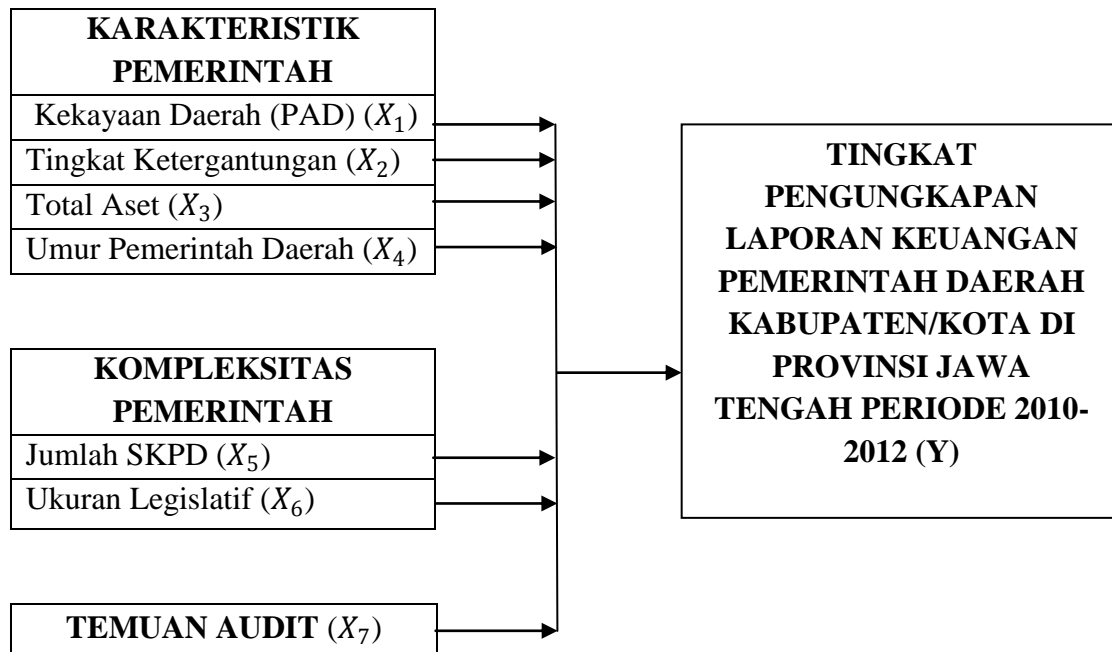 KARAKTERISTIK
PEMERINTAH
Kekayaan Daerah (PAD) (X₁)
Tingkat Ketergantungan (X₂)
Total Aset (X₃)
Umur Pemerintah Daerah (X₄)
KOMPLEKSITAS
PEMERINTAH
Jumlah SKPD (X₅)
Ukuran Legislatif (X₆)
TEMUAN AUDIT (X₇)
TINGKAT
PENGUNGKAPAN
LAPORAN KEUANGAN
PEMERINTAH DAERAH
KABUPATEN/KOTA DI
PROVINSI JAWA
TENGAH PERIODE 2010-
2012 (Y)